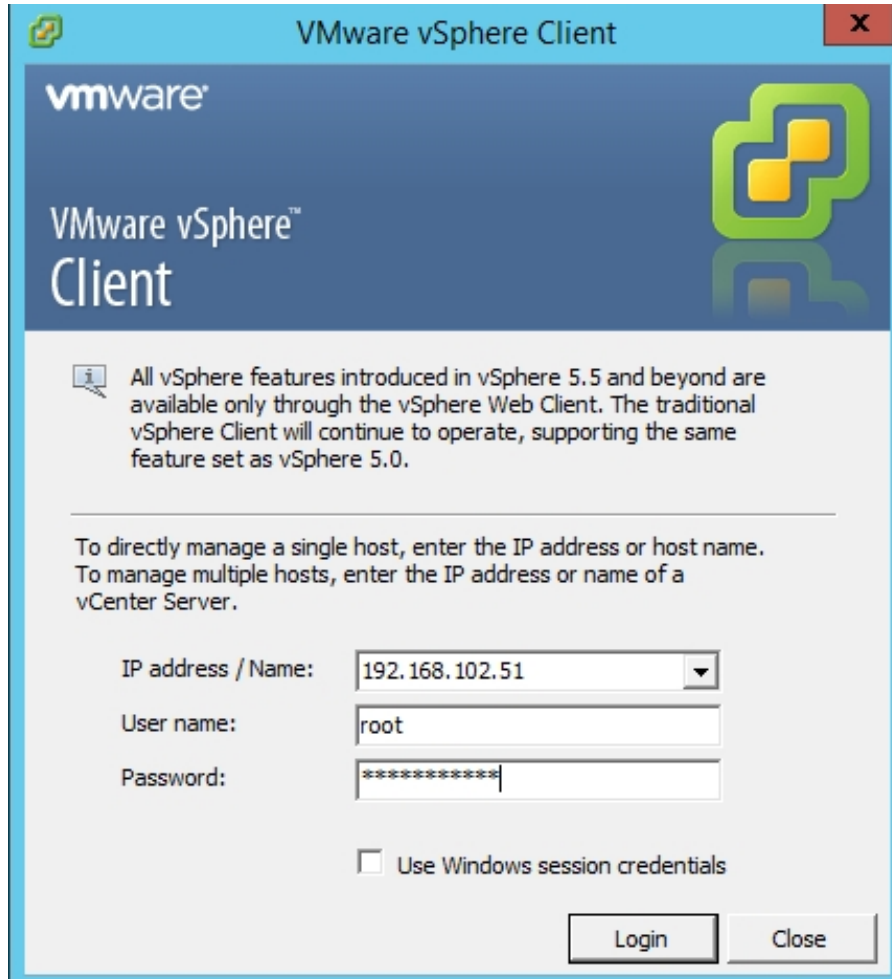 VMware vSphere Client
x
vmware®
VMware vSphere™
Client
All vSphere features introduced in vSphere 5.5 and beyond are
available only through the vSphere Web Client. The traditional
vSphere Client will continue to operate, supporting the same
feature set as vSphere 5.0.
To directly manage a single host, enter the IP address or host name.
To manage multiple hosts, enter the IP address or name of a
vCenter Server.
IP address / Name: 192.168.102.51
User name: root
Password: ***********
Use Windows session credentials
Login Close